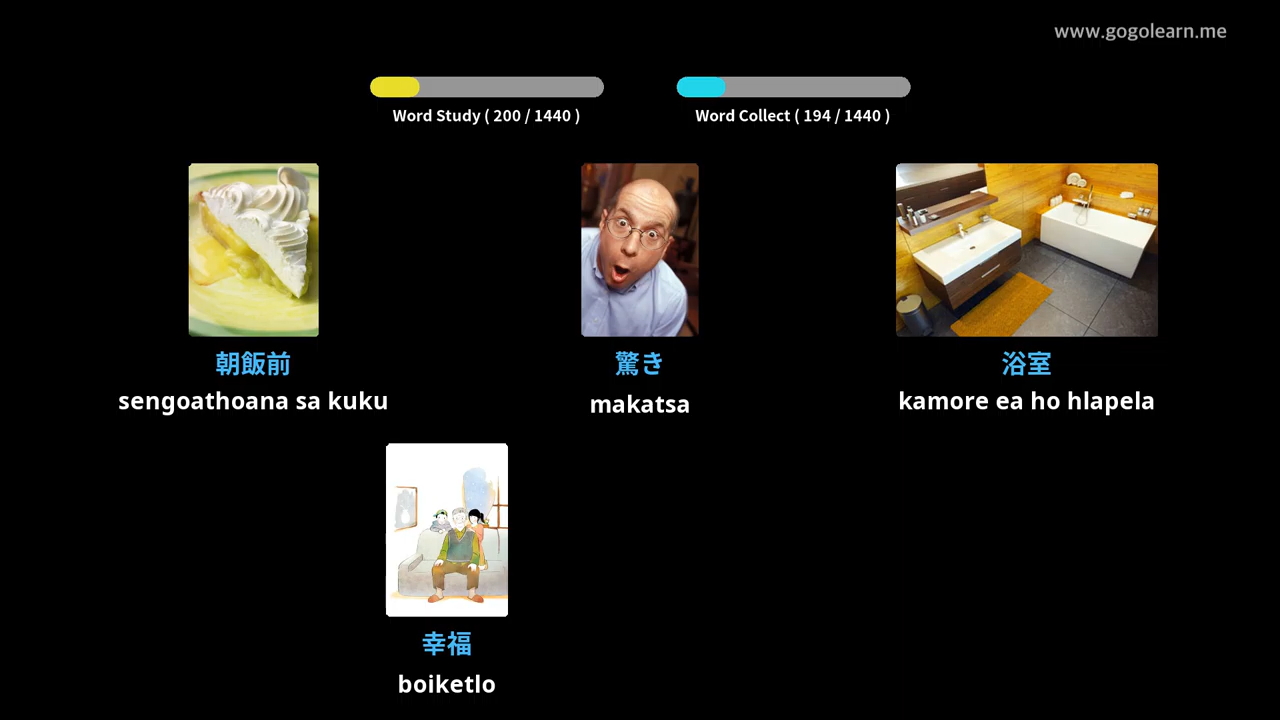 www.gogolearn.me
Word Study ( 200 / 1440 )
Word Collect ( 194 / 1440 )
朝飯前
sengoathoana sa kuku
驚き
makatsa
浴室
kamore ea ho hlapela
幸福
boiketlo